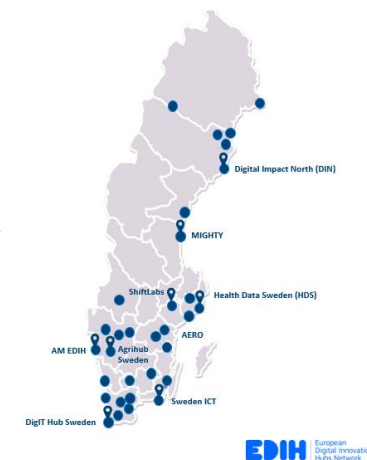 Digital Impact North (DIN)
MIGHTY
ShiftLabs
Health Data Sweden (HDS)
AERO
AM EDIH
Agrihub
Sweden
Sweden ICT
DigIT Hub Sweden
EDIH
European
Digital Innovation
Hubs Network